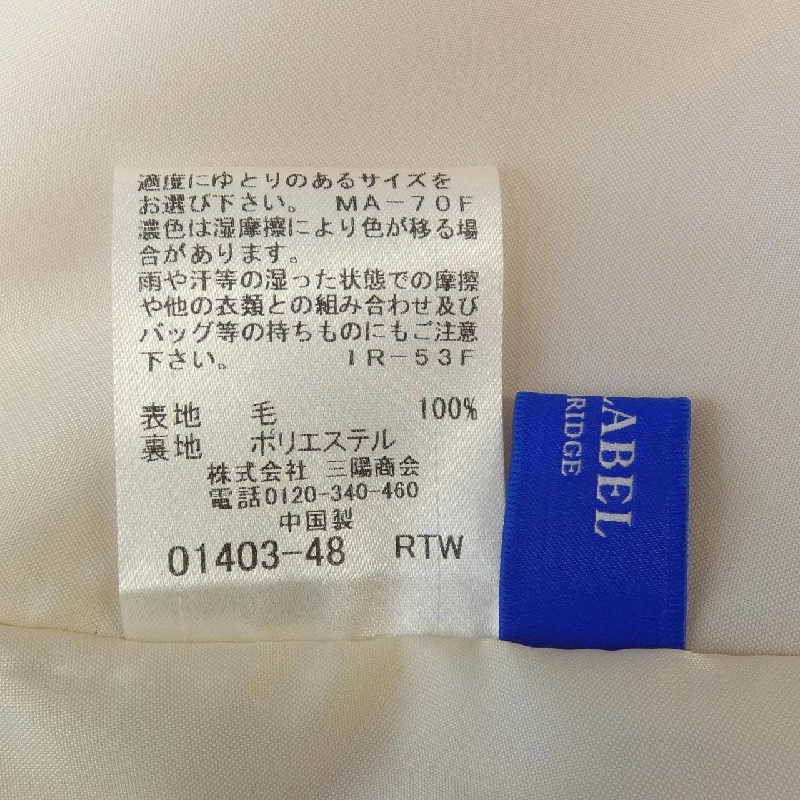 適度にゆとりのあるサイズを
お選び下さい。 MA-70F
濃色は湿摩擦により色が移る場
合があります。
雨や汗等の湿った状態での摩擦
や他の衣類との組み合わせ及び
バッグ等の持ちものにもご注意
下さい。 IR-53F
表地 毛 100%
裏地 ポリエステル
株式会社 三陽商会
電話0120-340-460
中国製
01403-48 RTW
LABEL
RIDGE